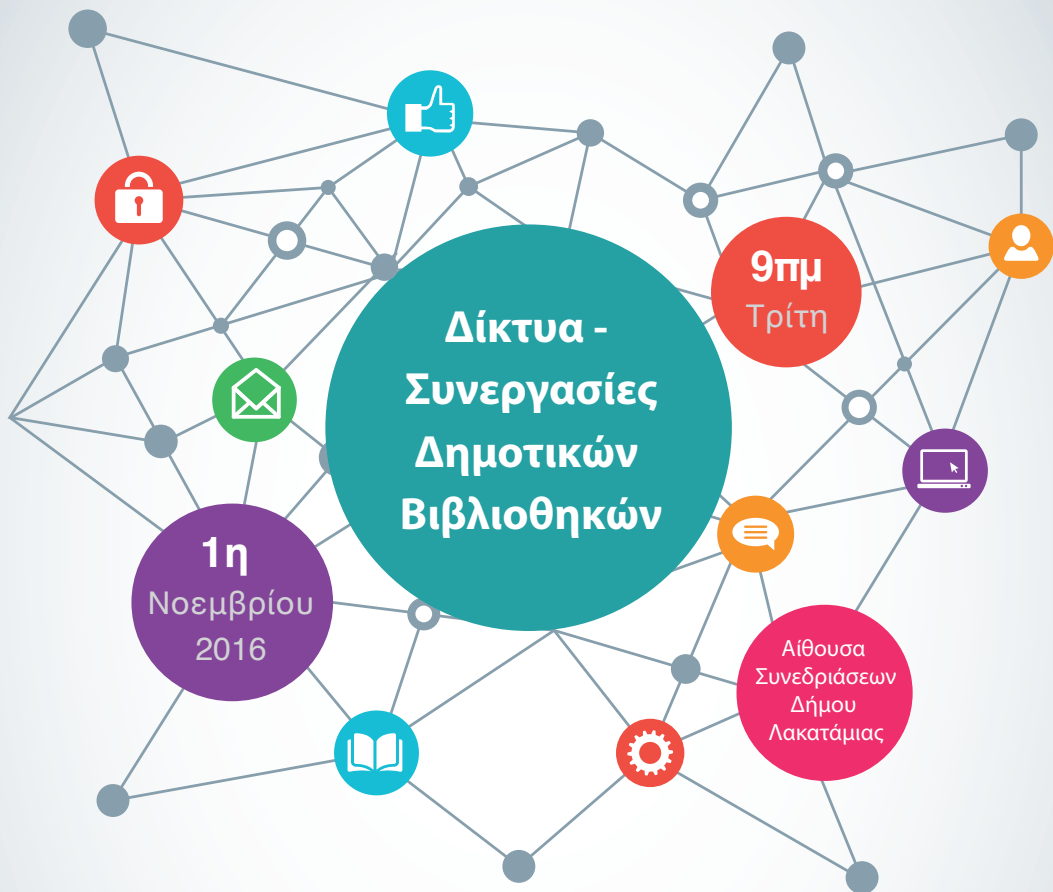 Δίκτυα -
Συνεργασίες
Δημοτικών
Βιβλιοθηκών
9πμ
Τρίτη
1η
Νοεμβρίου
2016
Αίθουσα
Συνεδριάσεων
Δήμου
Λακατάμιας